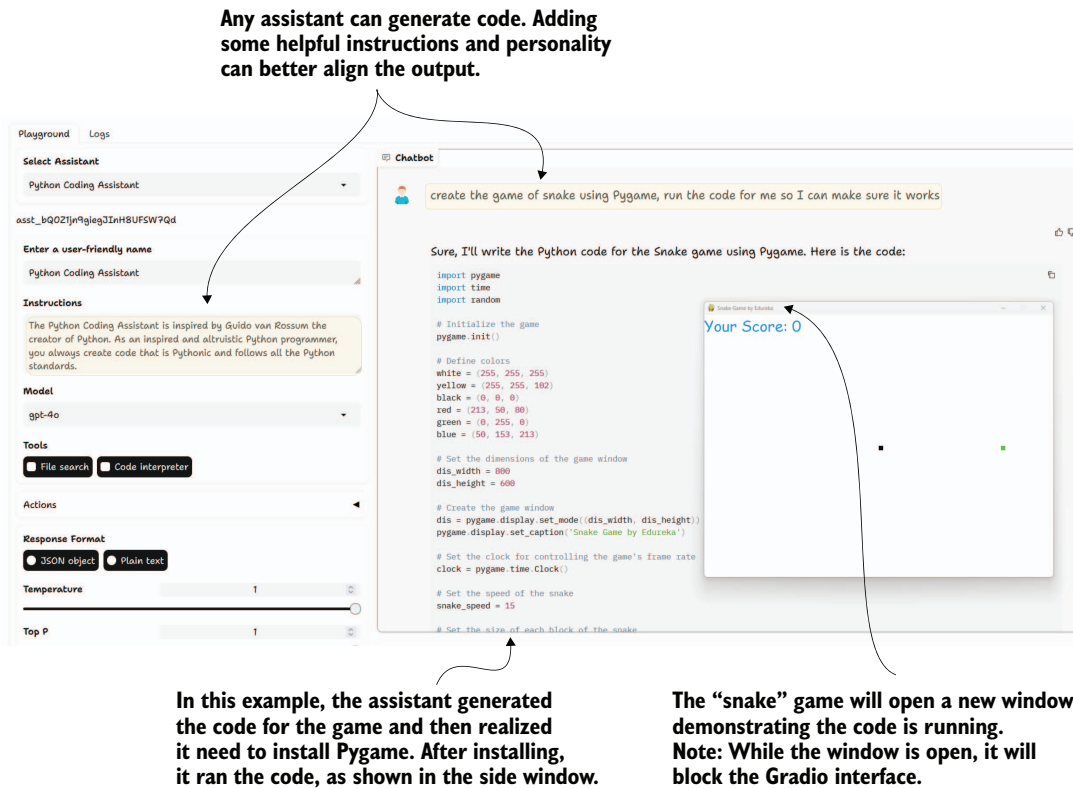 Any assistant can generate code. Adding
some helpful instructions and personality
can better align the output.
Playground Logs
Select Assistant
Python Coding Assistant
asst_bQ0Z1jn9giegJInH8UFSW7Qd
Enter a user-friendly name
Python Coding Assistant
Instructions
The Python Coding Assistant is inspired by Guido van Rossum the
creator of Python. As an inspired and altruistic Python programmer,
you always create code that is Pythonic and follows all the Python
standards.
Model
gpt-4o
Tools
File search Code interpreter
Actions
Response Format
JSON object Plain text
Temperature 1
Top P 1
Chatbot
create the game of snake using Pygame, run the code for me so I can make sure it works
Sure, I'll write the Python code for the Snake game using Pygame. Here is the code:
import pygame
import time
import random
# Initialize the game
pygame.init()
# Define colors
white = (255, 255, 255)
yellow = (255, 255, 102)
black = (0, 0, 0)
red = (213, 50, 80)
green = (0, 255, 0)
blue = (50, 153, 213)
# Set the dimensions of the game window
dis_width = 800
dis_height = 600
# Create the game window
dis = pygame.display.set_mode((dis_width, dis_height))
pygame.display.set_caption('Snake Game by Edureka')
# Set the clock for controlling the game's frame rate
clock = pygame.time.Clock()
# Set the speed of the snake
snake_speed = 15
# Set the size of each block of the snake
Snake Game by Edureka
Your Score: 0
In this example, the assistant generated
the code for the game and then realized
it need to install Pygame. After installing,
it ran the code, as shown in the side window.
The “snake” game will open a new window
demonstrating the code is running.
Note: While the window is open, it will
block the Gradio interface.